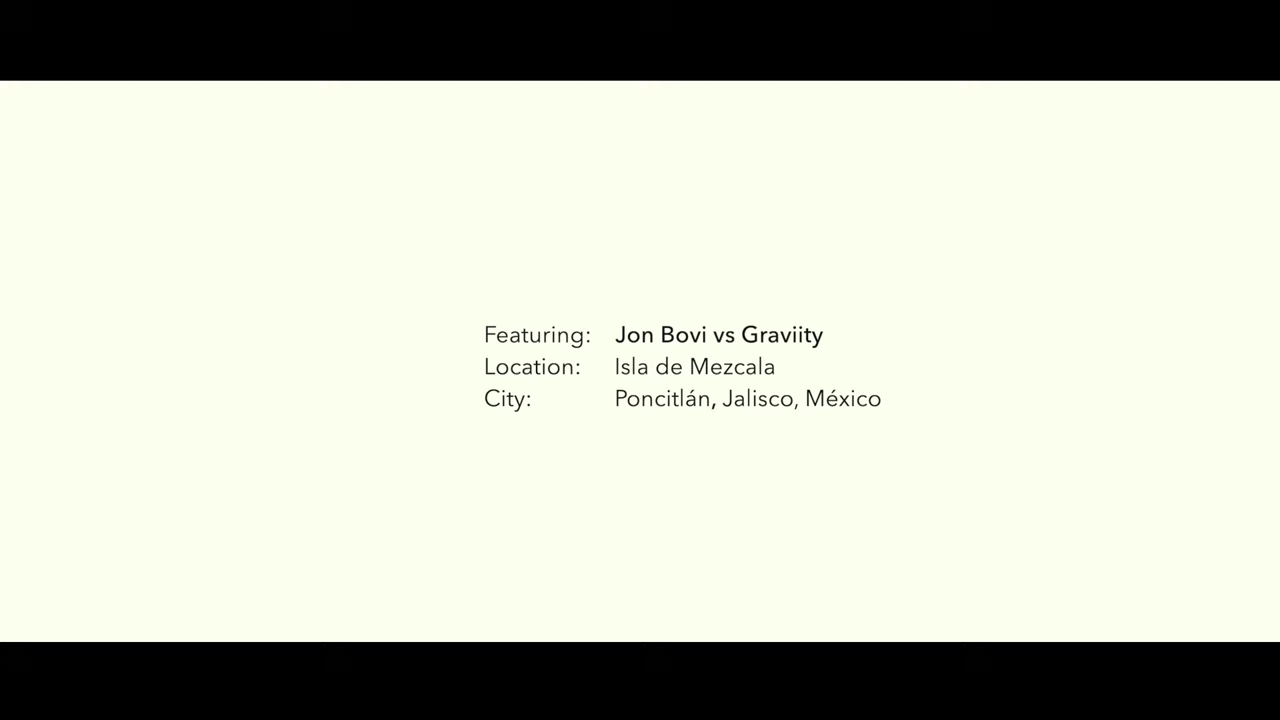 Featuring: Jon Bovi vs Graviity
Location: Isla de Mezcala
City: Poncitlán, Jalisco, México